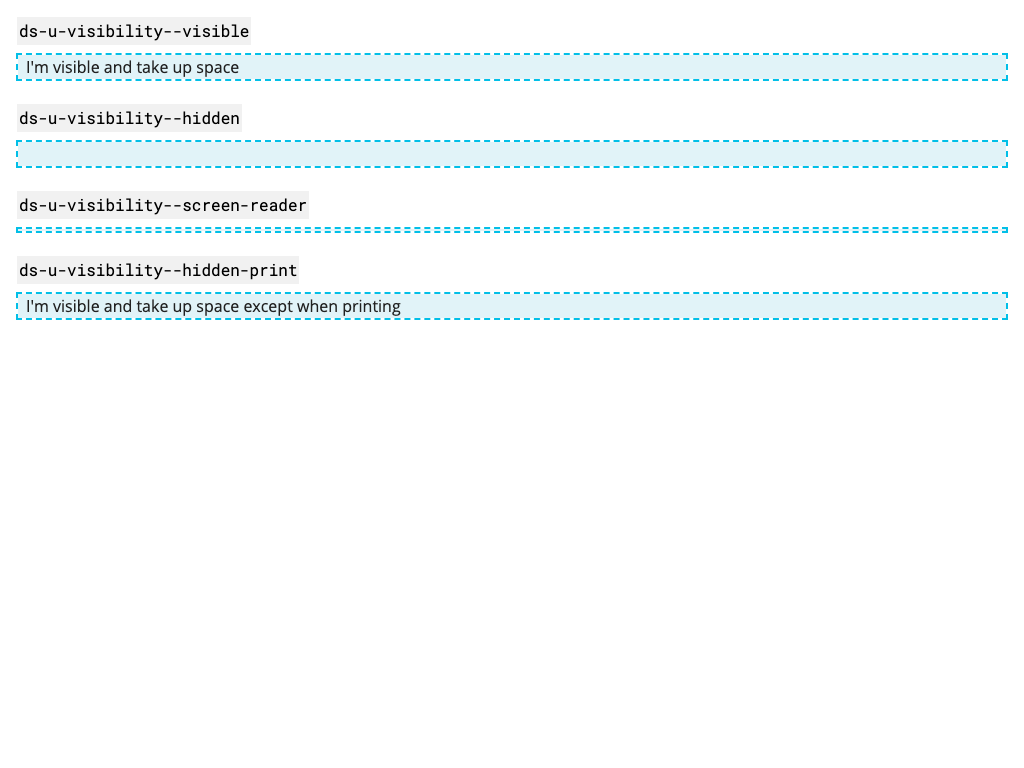 ds-u-visibility--visible
I'm visible and take up space
ds-u-visibility--hidden
ds-u-visibility--screen-reader
ds-u-visibility--hidden-print
I'm visible and take up space except when printing